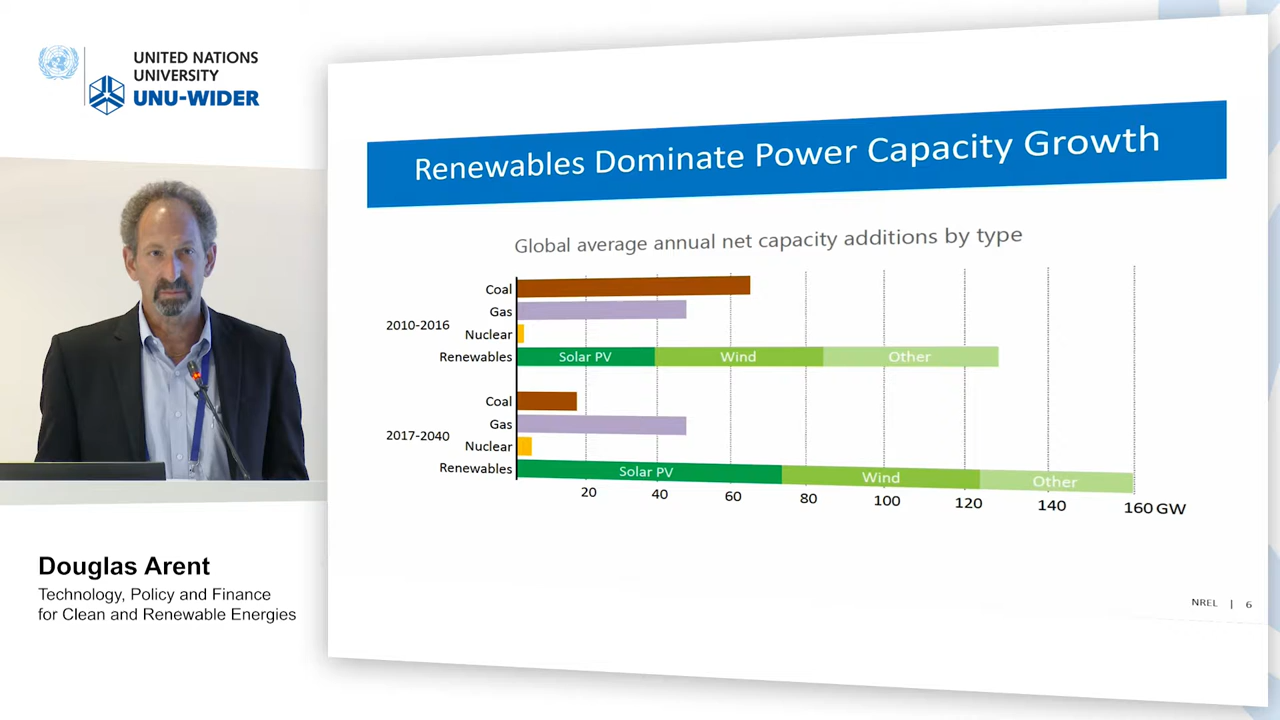 UNITED NATIONS
UNIVERSITY
UNU-WIDER
Renewables Dominate Power Capacity Growth
Global average annual net capacity additions by type
2010-2016
Coal
Gas
Nuclear
Renewables
Solar PV Wind Other
2017-2040
Coal
Gas
Nuclear
Renewables
Solar PV Wind Other
20 40 60 80 100 120 140 160 GW
NREL | 6
Douglas Arent
Technology, Policy and Finance
for Clean and Renewable Energies